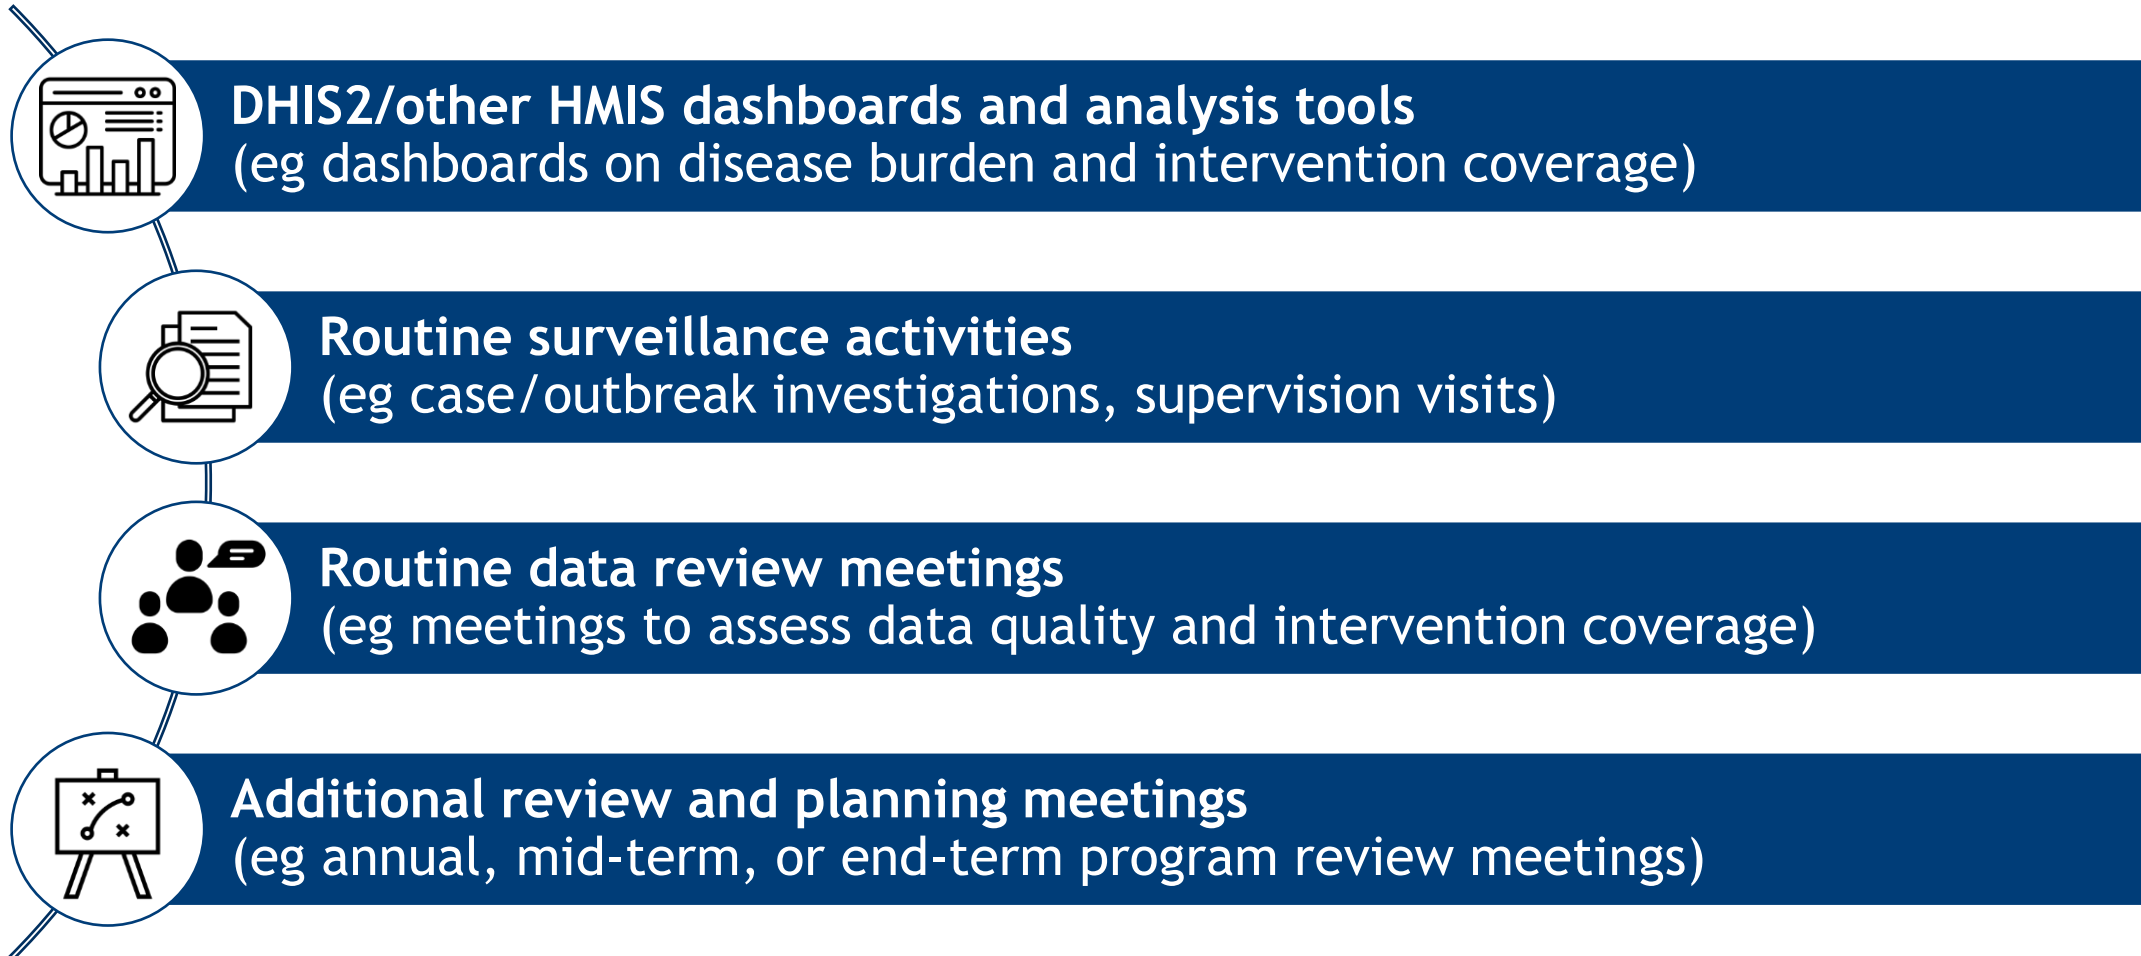 DHIS2/other HMIS dashboards and analysis tools
(eg dashboards on disease burden and intervention coverage)
Routine surveillance activities
(eg case/outbreak investigations, supervision visits)
Routine data review meetings
(eg meetings to assess data quality and intervention coverage)
Additional review and planning meetings
(eg annual, mid-term, or end-term program review meetings)